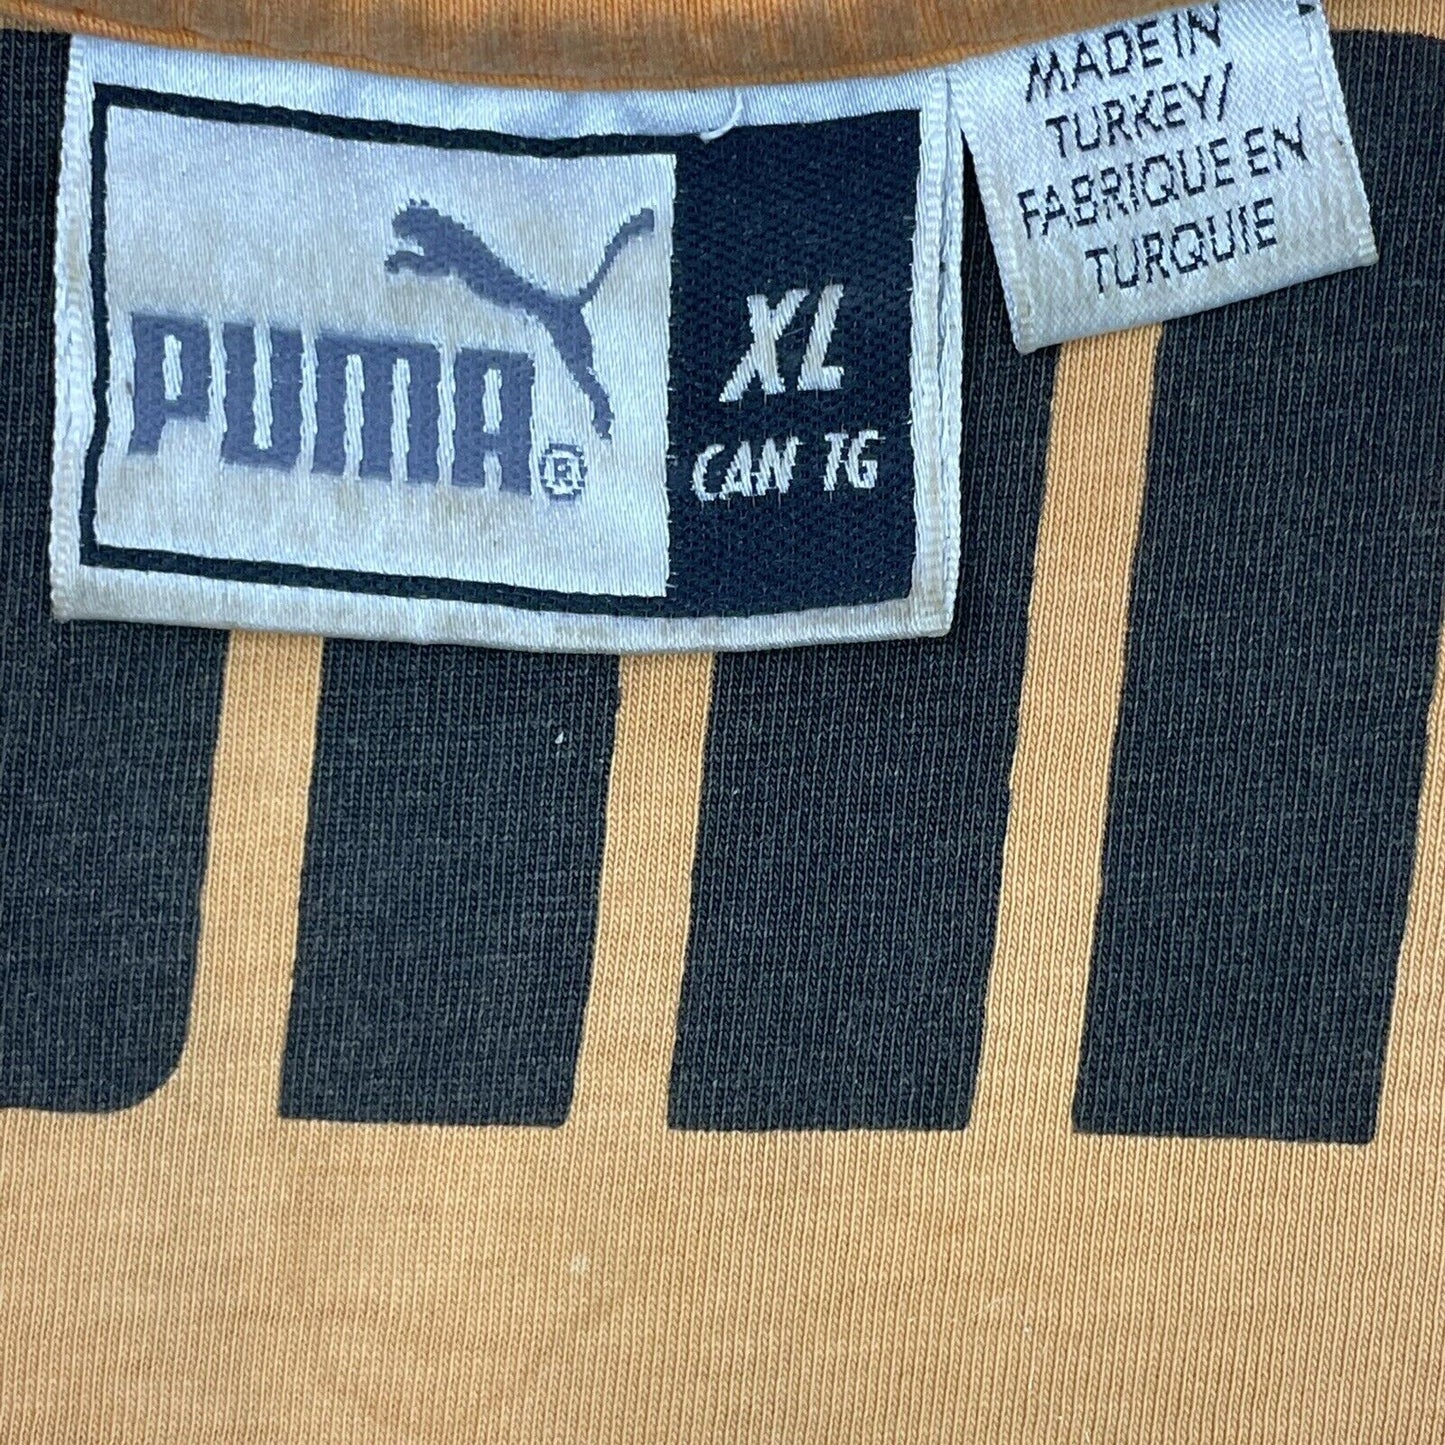 PUMA®
XL
CAN TG
MADE IN
TURKEY/
FABRIQUE EN
TURQUIE